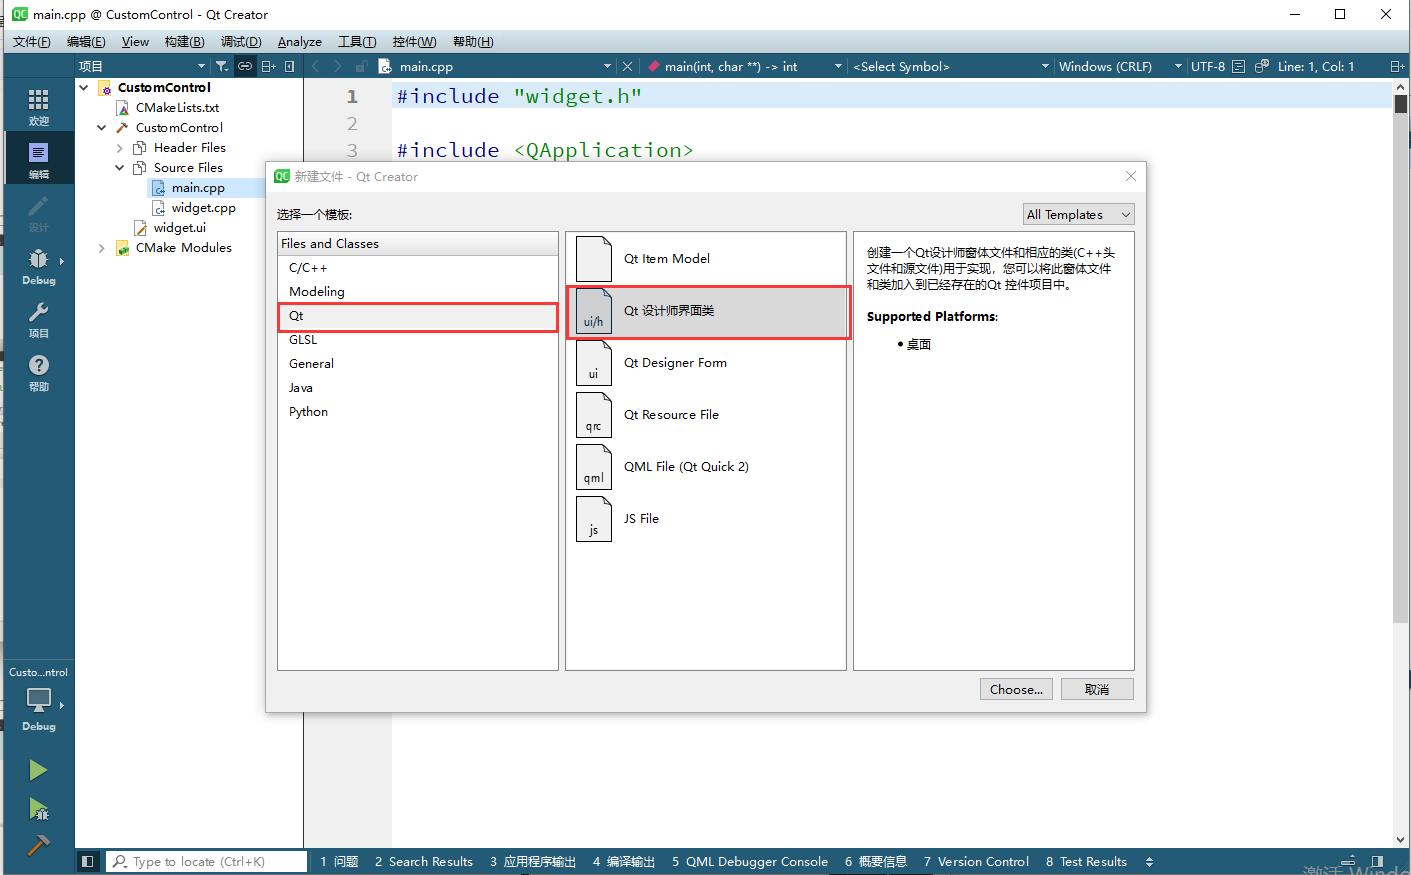 main.cpp @ CustomControl - Qt Creator
文件(F) 编辑(E) View 构建(B) 调试(D) Analyze 工具(T) 控件(W) 帮助(H)
项目
main.cpp
main(int, char **) -> int
<Select Symbol>
Windows (CRLF)
UTF-8
Line: 1, Col: 1
欢迎
编辑
设计
Debug
项目
帮助
Custo...ntrol
Debug
CustomControl
CMakeLists.txt
CustomControl
Header Files
Source Files
main.cpp
widget.cpp
widget.ui
CMake Modules
1 #include "widget.h"
2
3 #include <QApplication>
新建文件 - Qt Creator
选择一个模板:
All Templates
Files and Classes
C/C++
Modeling
Qt
GLSL
General
Java
Python
Qt Item Model
ui/h Qt 设计师界面类
ui Qt Designer Form
qrc Qt Resource File
qml QML File (Qt Quick 2)
js JS File
创建一个Qt设计师窗体文件和相应的类(C++头
文件和源文件)用于实现，您可以将此窗体文件
和类加入到已经存在的Qt 控件项目中。
Supported Platforms:
• 桌面
Choose...
取消
Type to locate (Ctrl+K)
1 问题 2 Search Results 3 应用程序输出 4 编译输出 5 QML Debugger Console 6 概要信息 7 Version Control 8 Test Results